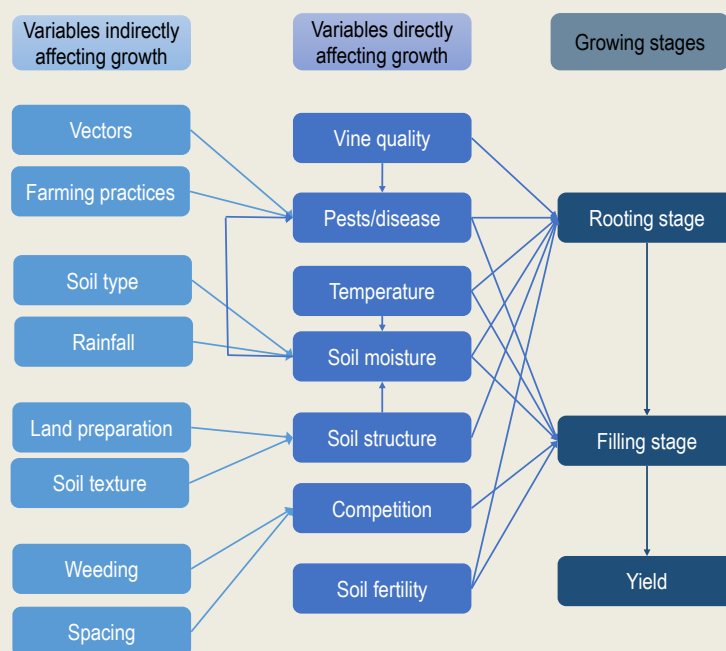 Variables indirectly
affecting growth
Variables directly
affecting growth
Growing stages
Vectors
Farming practices
Soil type
Rainfall
Land preparation
Soil texture
Weeding
Spacing
Vine quality
Pests/disease
Temperature
Soil moisture
Soil structure
Competition
Soil fertility
Rooting stage
Filling stage
Yield